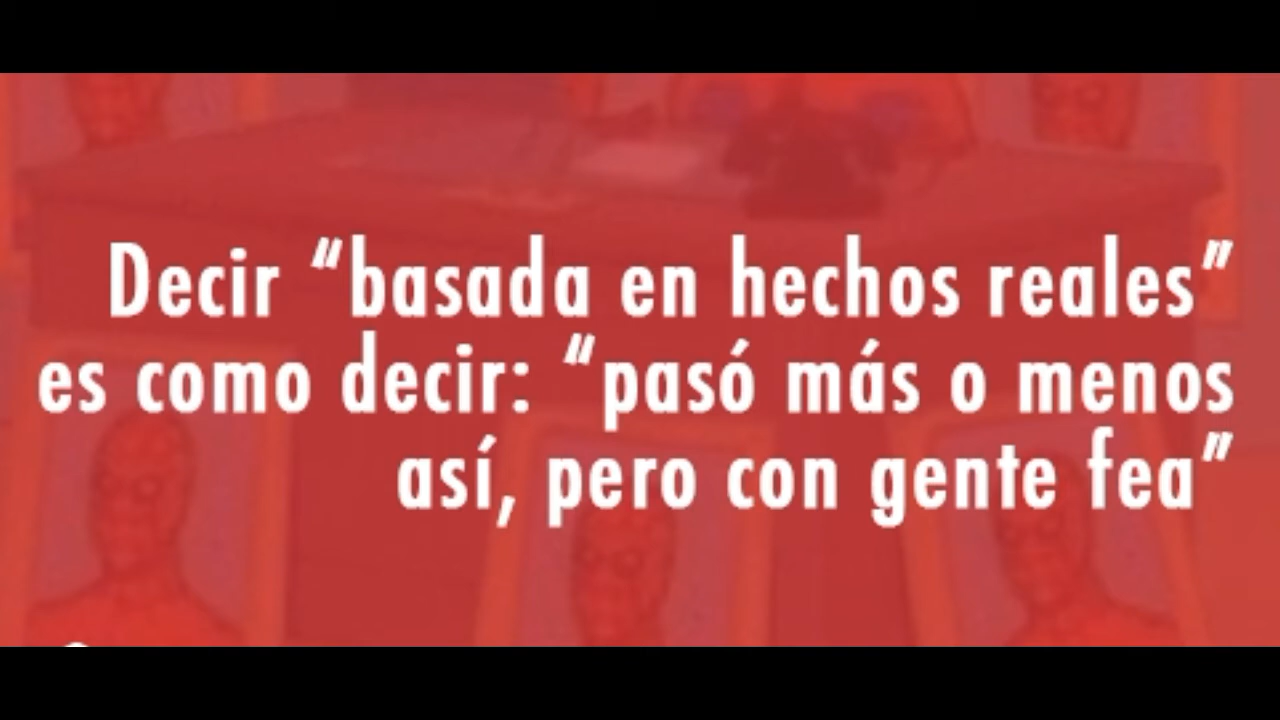 Decir “basada en hechos reales”
es como decir: “pasó más o menos
así, pero con gente fea”